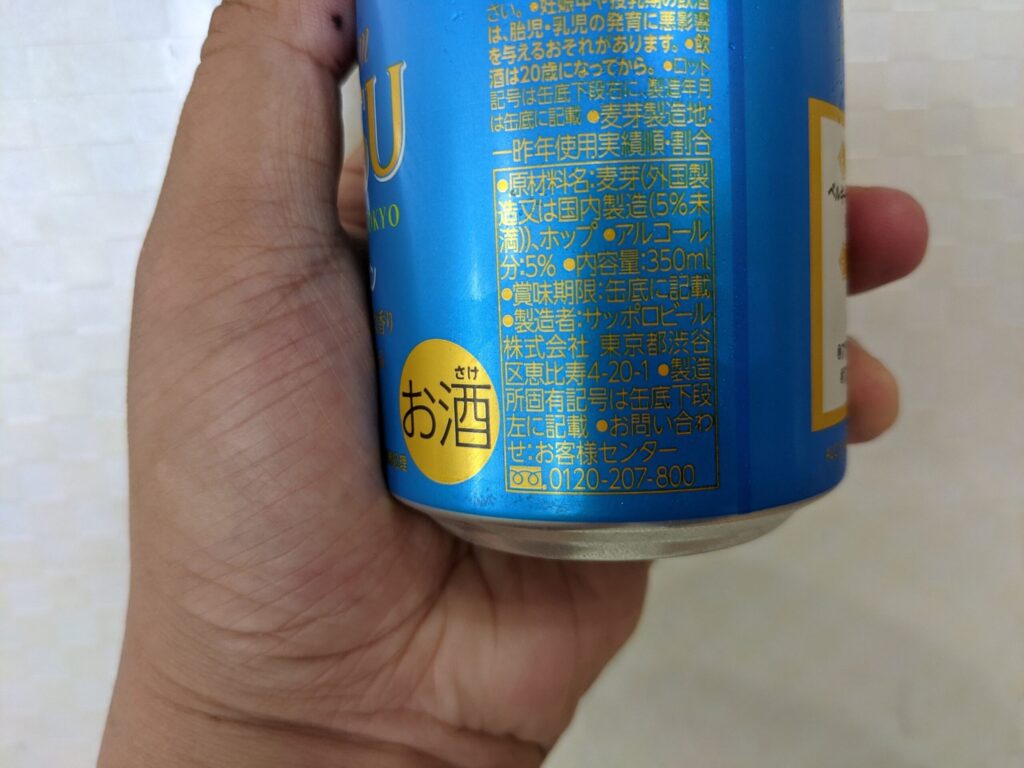 さい。●妊娠中や授乳期の飲酒
は、胎児・乳児の発育に悪影響
を与えるおそれがあります。●飲
酒は20歳になってから。●ロット
記号は缶底下段右に、製造年月
は缶底に記載 ●麦芽製造地:
一昨年使用実績順・割合
●原材料名:麦芽(外国製
造又は国内製造(5%未
満))、ホップ ●アルコール
分:5% ●内容量:350ml
●賞味期限:缶底に記載
●製造者:サッポロビール
株式会社 東京都渋谷
区恵比寿4-20-1 ●製造
所固有記号は缶底下段
左に記載 ●お問い合わ
せ:お客様センター
0120-207-800
U
OKYO
香り
さけ
お酒